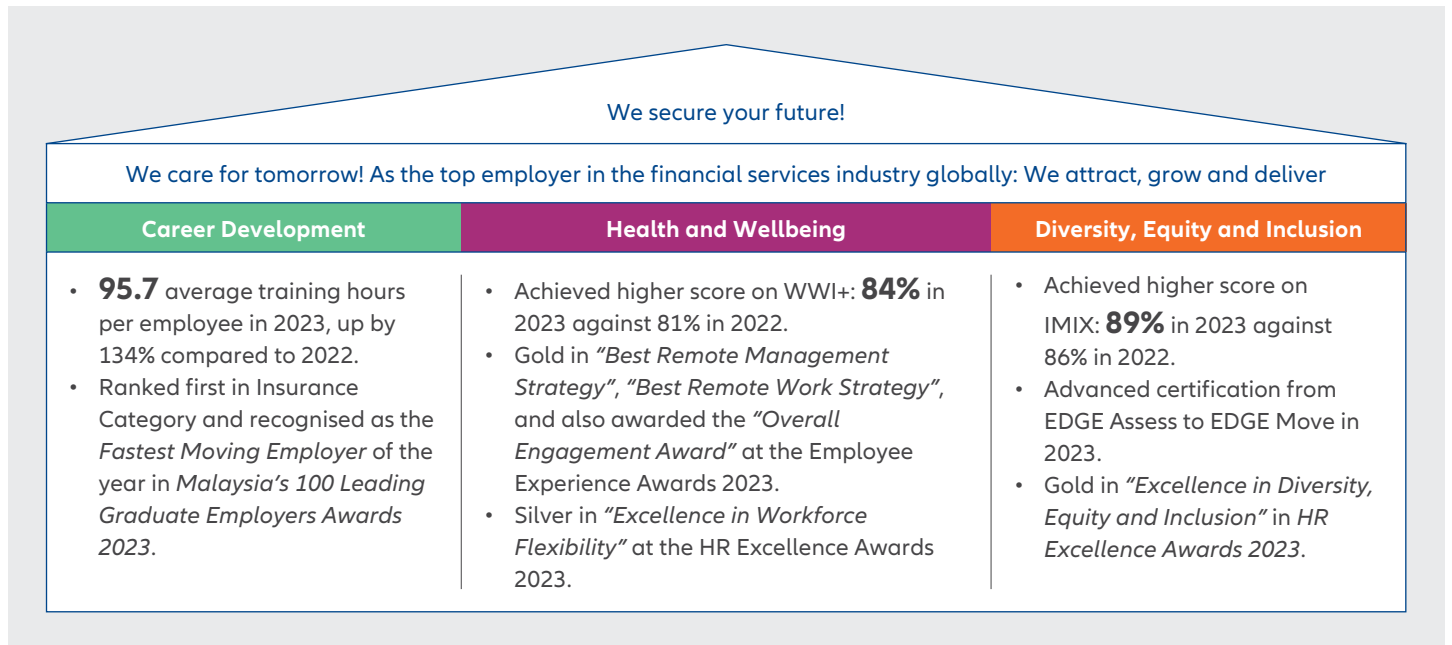 We secure your future!
We care for tomorrow! As the top employer in the financial services industry globally: We attract, grow and deliver
Career Development
• 95.7 average training hours
per employee in 2023, up by
134% compared to 2022.
• Ranked first in Insurance
Category and recognised as the
Fastest Moving Employer of the
year in Malaysia’s 100 Leading
Graduate Employers Awards
2023.
Health and Wellbeing
• Achieved higher score on WWI+: 84% in
2023 against 81% in 2022.
• Gold in “Best Remote Management
Strategy”, “Best Remote Work Strategy”,
and also awarded the “Overall
Engagement Award” at the Employee
Experience Awards 2023.
• Silver in “Excellence in Workforce
Flexibility” at the HR Excellence Awards
2023.
Diversity, Equity and Inclusion
• Achieved higher score on
IMIX: 89% in 2023 against
86% in 2022.
• Advanced certification from
EDGE Assess to EDGE Move in
2023.
• Gold in “Excellence in Diversity,
Equity and Inclusion” in HR
Excellence Awards 2023.